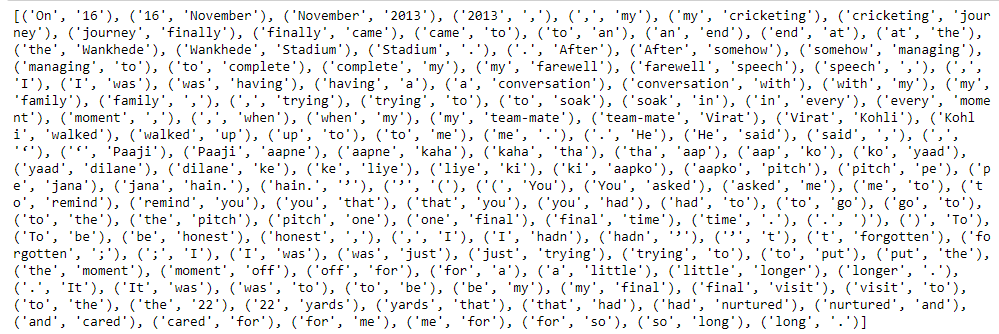 [('On', '16'), ('16', 'November'), ('November', '2013'), ('2013', ','), (',', 'my'), ('my', 'cricketing'), ('cricketing', 'jour
ney'), ('journey', 'finally'), ('finally', 'came'), ('came', 'to'), ('to', 'an'), ('an', 'end'), ('end', 'at'), ('at', 'the'),
('the', 'Wankhede'), ('Wankhede', 'Stadium'), ('Stadium', '.'), ('.', 'After'), ('After', 'somehow'), ('somehow', 'managing'),
('managing', 'to'), ('to', 'complete'), ('complete', 'my'), ('my', 'farewell'), ('farewell', 'speech'), ('speech', ','), (',',
'I'), ('I', 'was'), ('was', 'having'), ('having', 'a'), ('a', 'conversation'), ('conversation', 'with'), ('with', 'my'), ('my',
'family'), ('family', ','), (',', 'trying'), ('trying', 'to'), ('to', 'soak'), ('soak', 'in'), ('in', 'every'), ('every', 'mome
nt'), ('moment', ','), (',', 'when'), ('when', 'my'), ('my', 'team-mate'), ('team-mate', 'Virat'), ('Virat', 'Kohli'), ('Kohl
i', 'walked'), ('walked', 'up'), ('up', 'to'), ('to', 'me'), ('me', '.'), ('.', 'He'), ('He', 'said'), ('said', ','), (',',
'‘'), ('‘', 'Paaji'), ('Paaji', 'aapne'), ('aapne', 'kaha'), ('kaha', 'tha'), ('tha', 'aap'), ('aap', 'ko'), ('ko', 'yaad'),
('yaad', 'dilane'), ('dilane', 'ke'), ('ke', 'liye'), ('liye', 'ki'), ('ki', 'aapko'), ('aapko', 'pitch'), ('pitch', 'pe'), ('p
e', 'jana'), ('jana', 'hain.'), ('hain.', '’'), ('’', '('), ('(', 'You'), ('You', 'asked'), ('asked', 'me'), ('me', 'to'), ('t
o', 'remind'), ('remind', 'you'), ('you', 'that'), ('that', 'you'), ('you', 'had'), ('had', 'to'), ('to', 'go'), ('go', 'to'),
('to', 'the'), ('the', 'pitch'), ('pitch', 'one'), ('one', 'final'), ('final', 'time'), ('time', '.'), ('.', ')'), (')', 'To'),
('To', 'be'), ('be', 'honest'), ('honest', ','), (',', 'I'), ('I', 'hadn'), ('hadn', '’'), ('’', 't'), ('t', 'forgotten'), ('fo
rgotten', ';'), (';', 'I'), ('I', 'was'), ('was', 'just'), ('just', 'trying'), ('trying', 'to'), ('to', 'put'), ('put', 'the'),
('the', 'moment'), ('moment', 'off'), ('off', 'for'), ('for', 'a'), ('a', 'little'), ('little', 'longer'), ('longer', '.'),
('.', 'It'), ('It', 'was'), ('was', 'to'), ('to', 'be'), ('be', 'my'), ('my', 'final'), ('final', 'visit'), ('visit', 'to'),
('to', 'the'), ('the', '22'), ('22', 'yards'), ('yards', 'that'), ('that', 'had'), ('had', 'nurtured'), ('nurtured', 'and'),
('and', 'cared'), ('cared', 'for'), ('for', 'me'), ('me', 'for'), ('for', 'so'), ('so', 'long'), ('long', '.')]